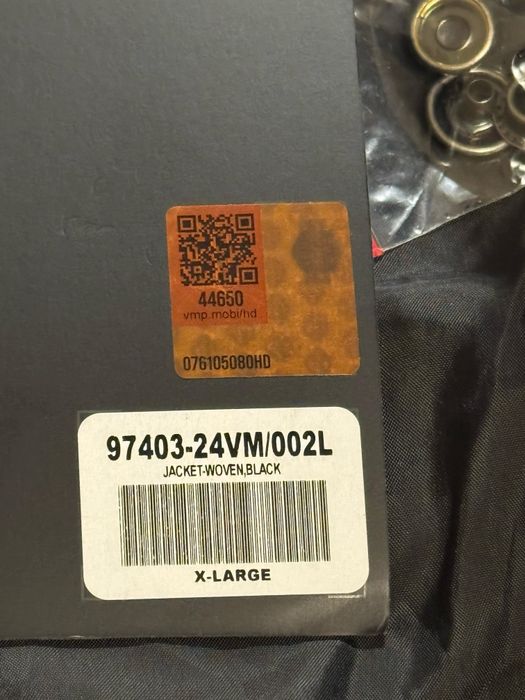 44650
vmp.mobi/hd
076105080HD
97403-24VM/002L
JACKET-WOVEN,BLACK
X-LARGE